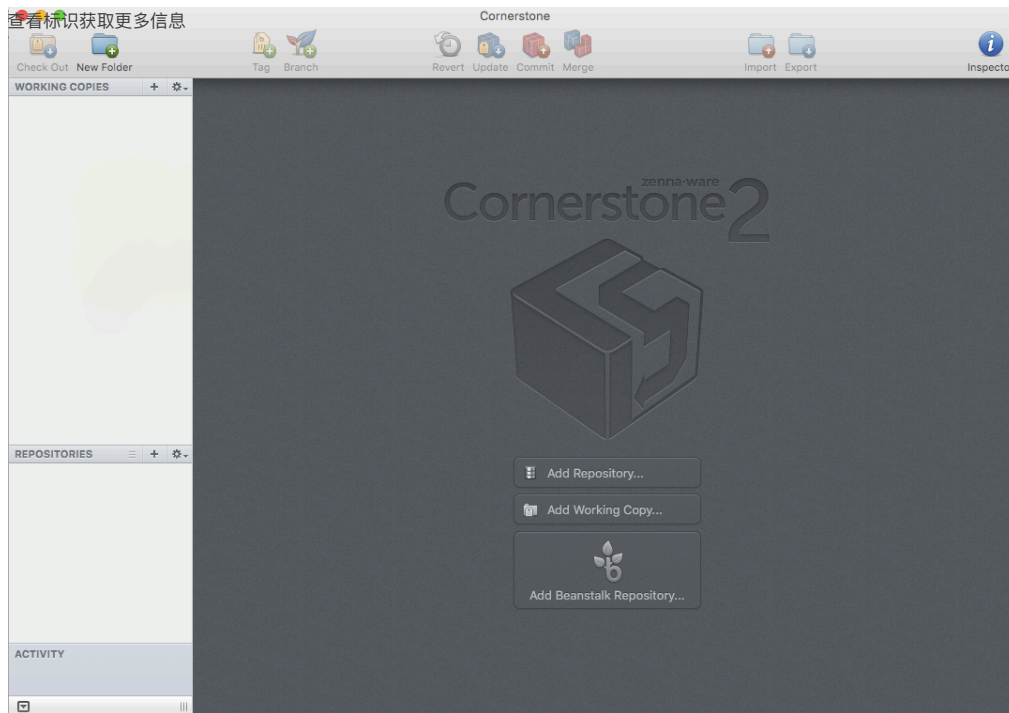 Cornerstone
查看标识获取更多信息
Check Out New Folder Tag Branch Revert Update Commit Merge Import Export Inspecto
WORKING COPIES
zenna·ware
Cornerstone 2
REPOSITORIES
Add Repository...
Add Working Copy...
b
Add Beanstalk Repository...
ACTIVITY